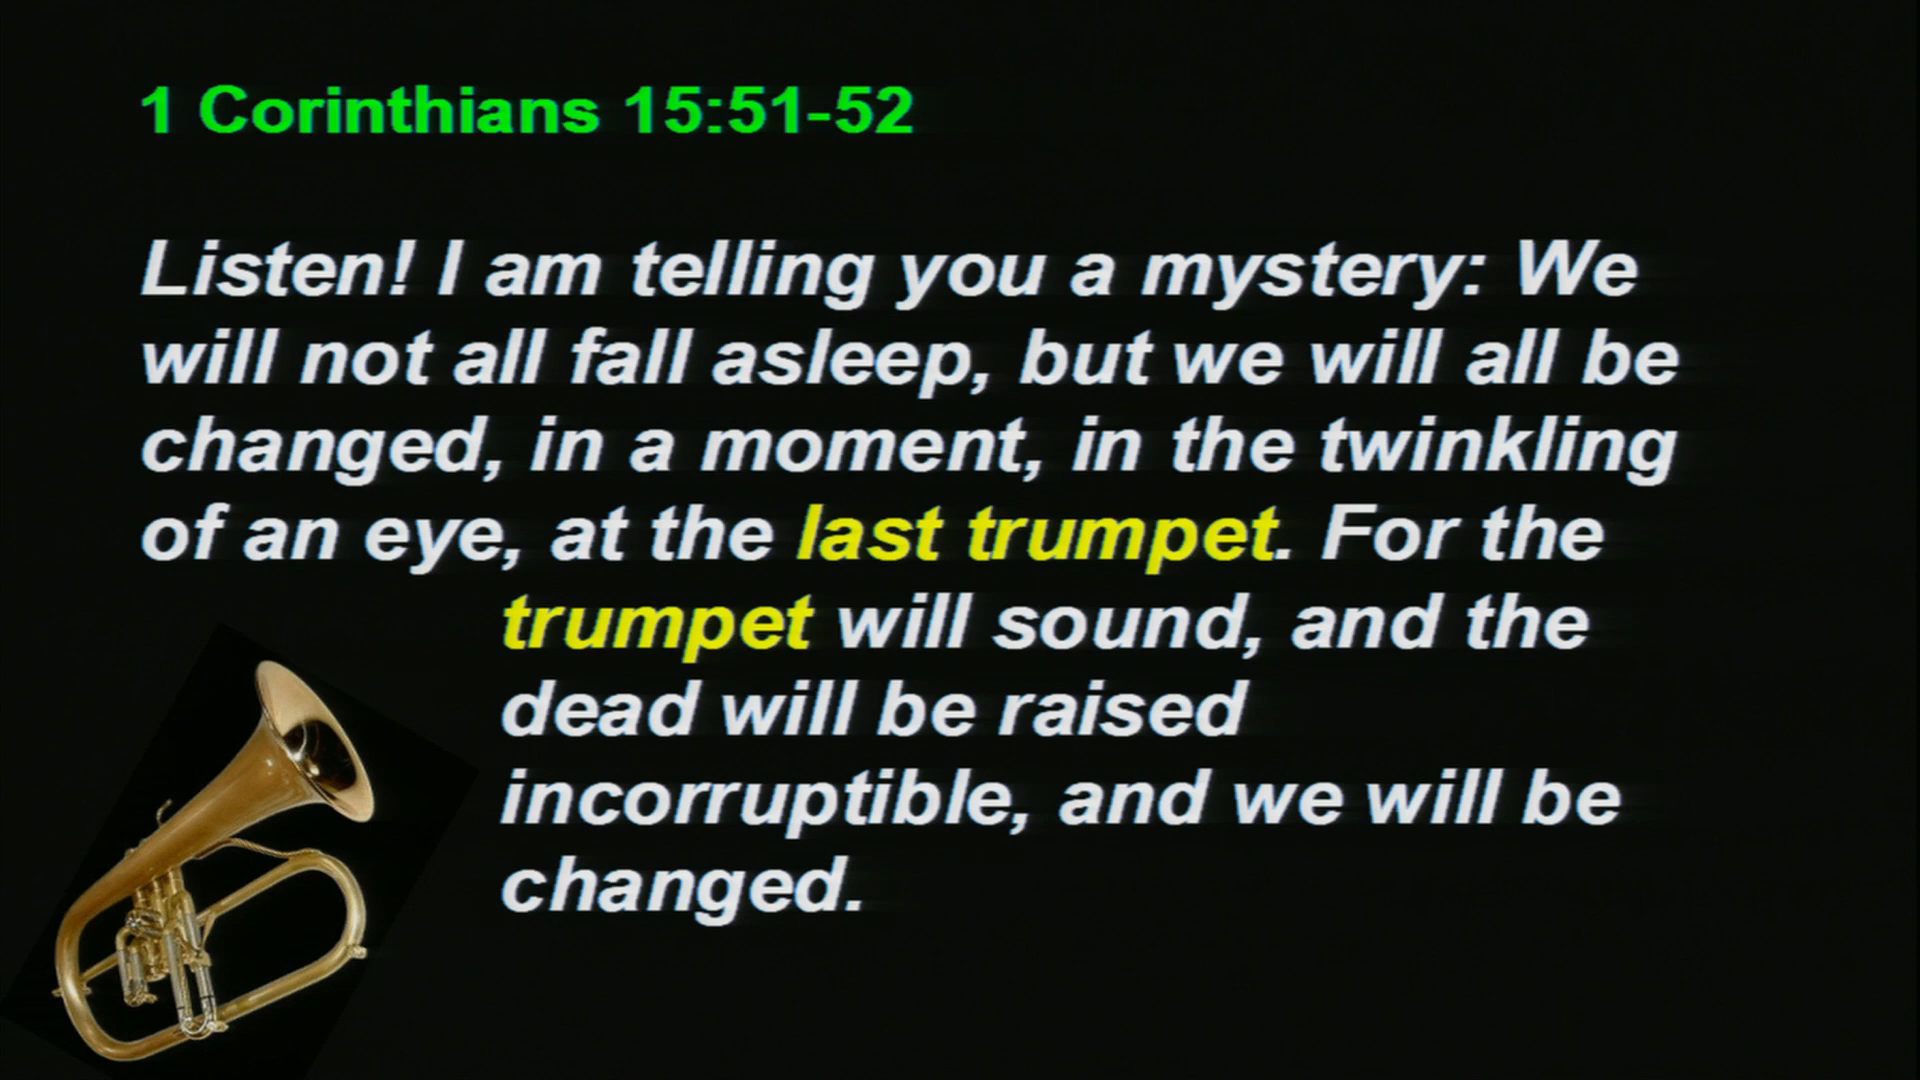 1 Corinthians 15:51-52
Listen! I am telling you a mystery: We
will not all fall asleep, but we will all be
changed, in a moment, in the twinkling
of an eye, at the last trumpet. For the
trumpet will sound, and the
dead will be raised
incorruptible, and we will be
changed.